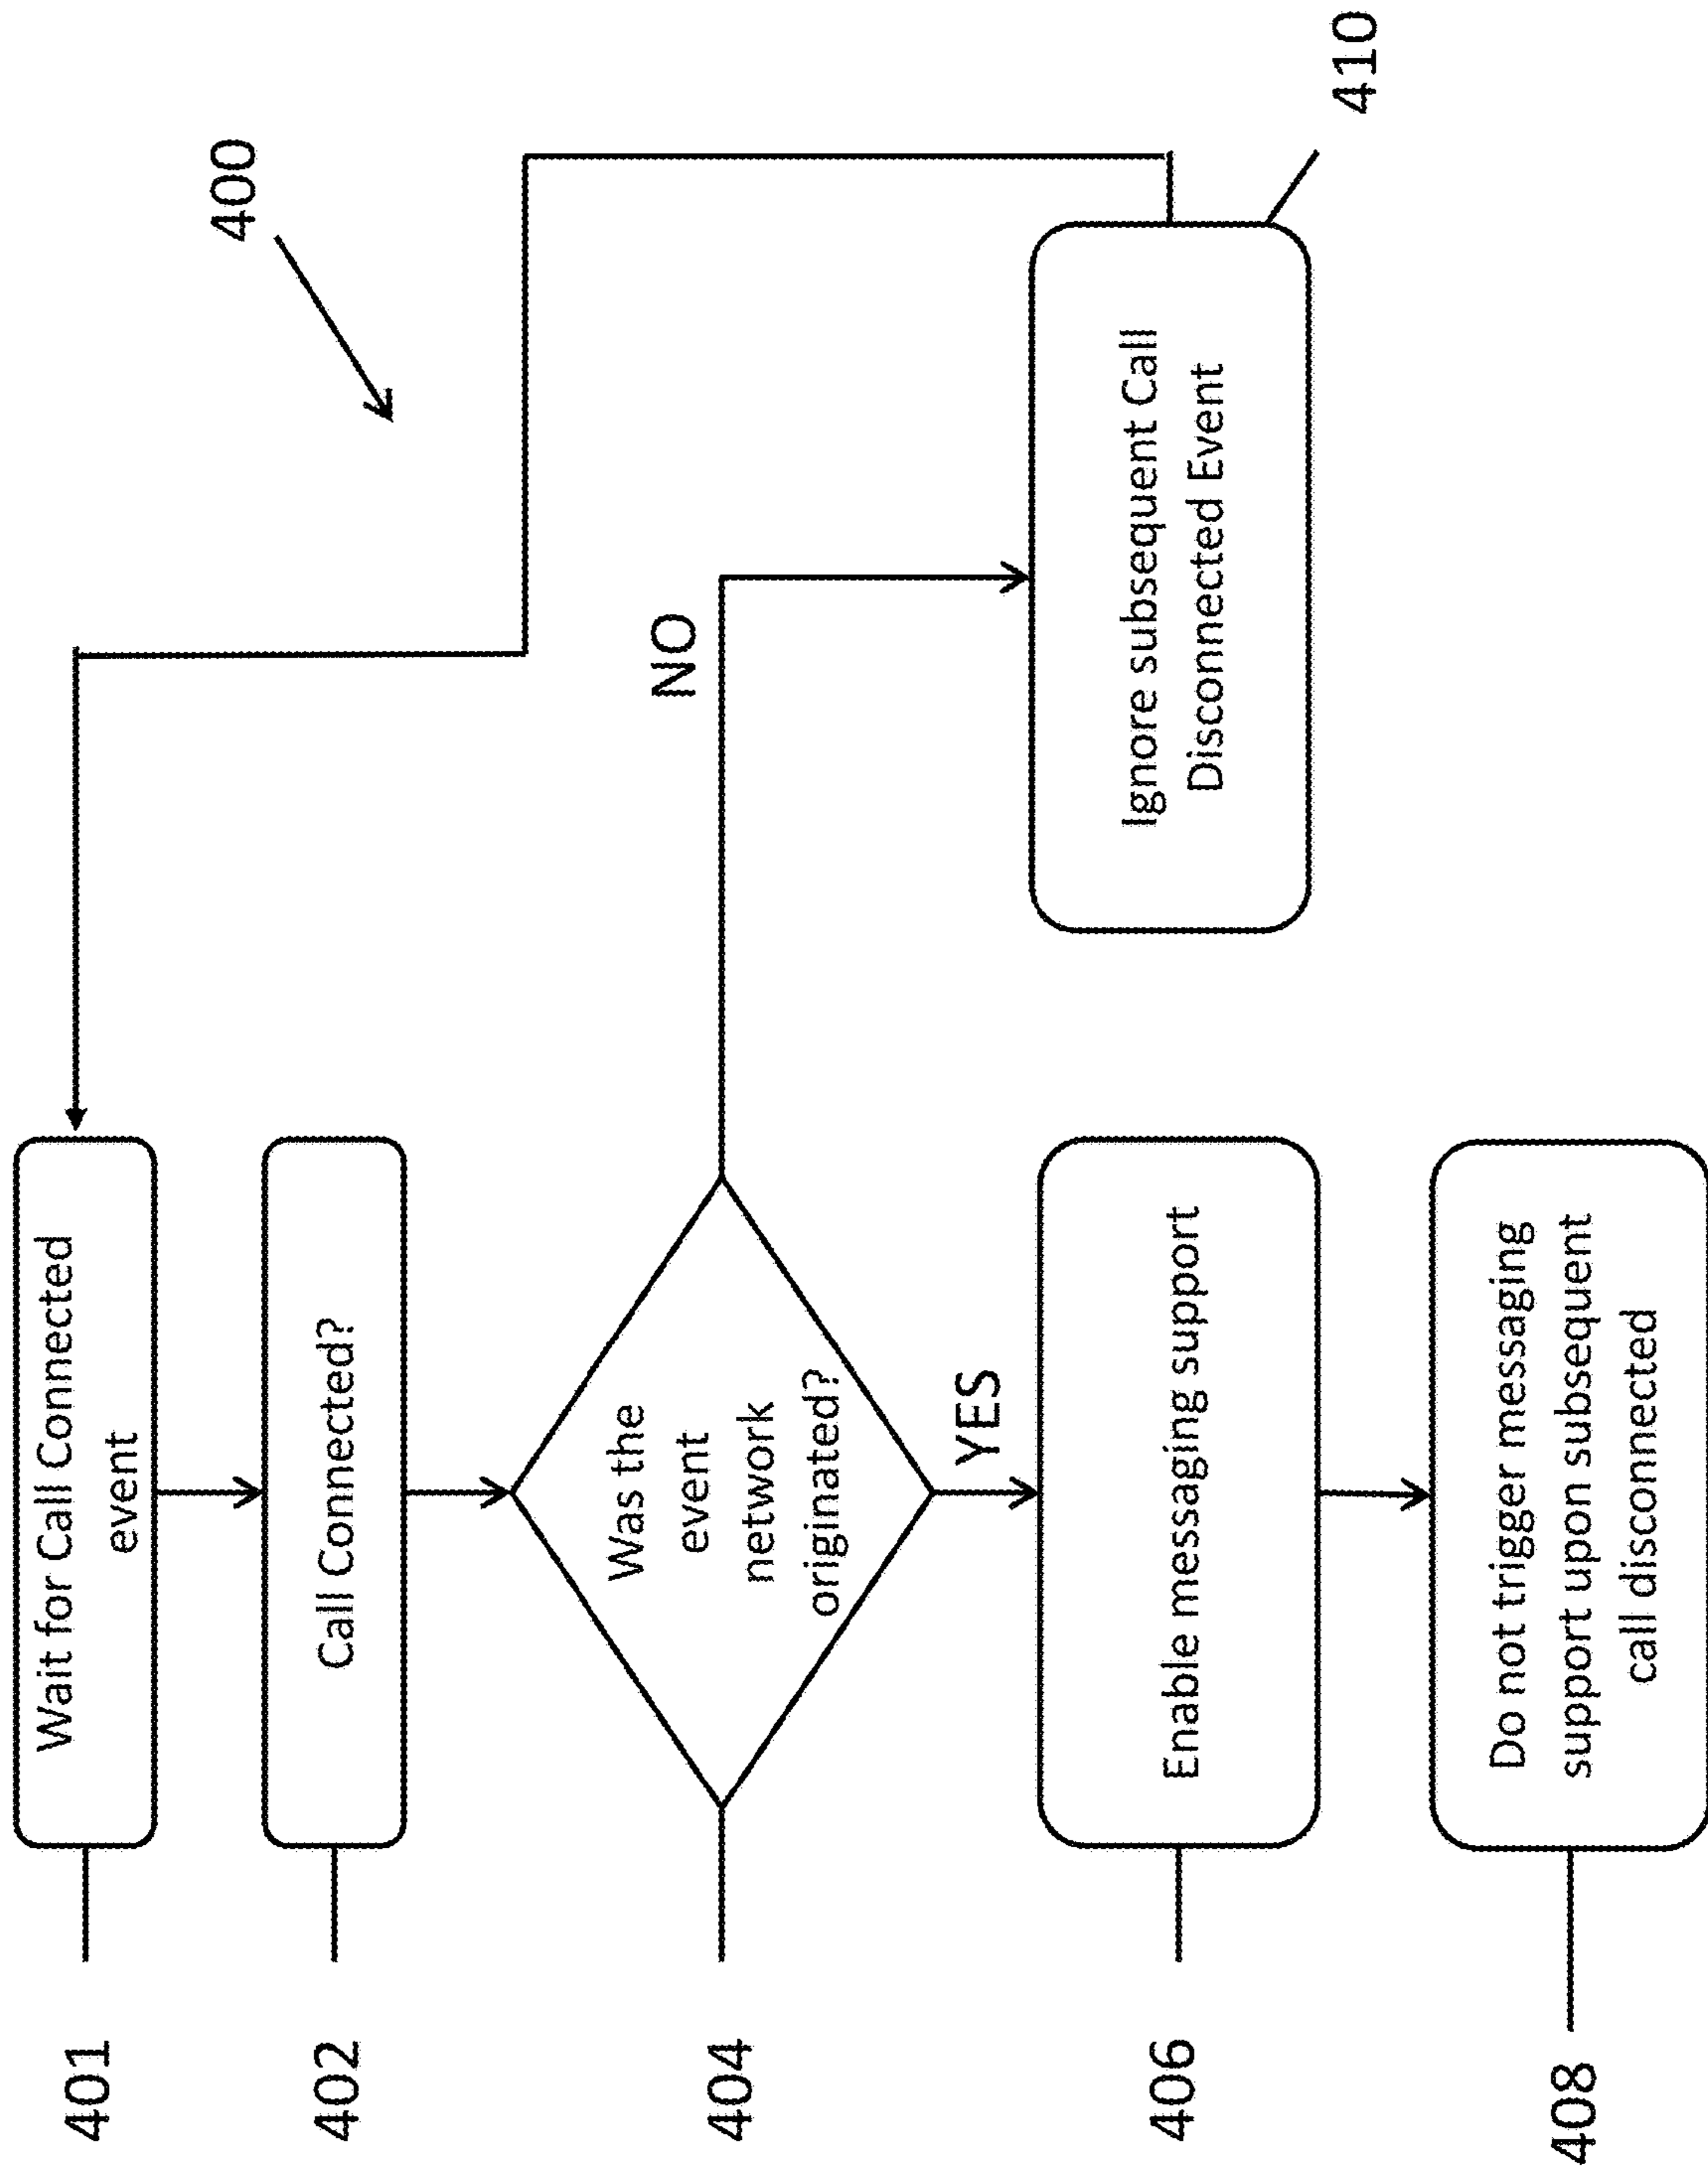 400
401
Wait for Call Connected
event
402
Call Connected?
404
Was the
event
network
originated?
NO
YES
406
Enable messaging support
410
Ignore subsequent Call
Disconnected Event
408
Do not trigger messaging
support upon subsequent
call disconnected